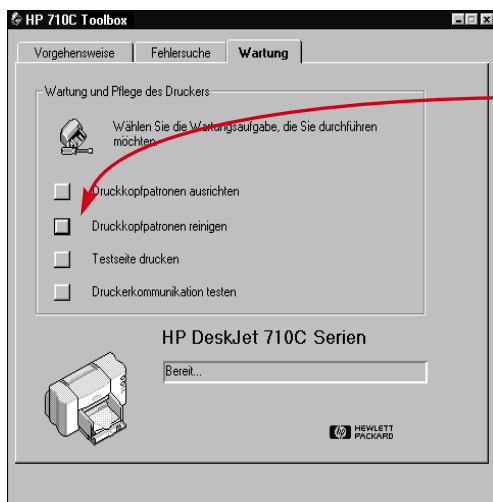 HP 710C Toolbox
Vorgehensweise
Fehlersuche
Wartung
Wartung und Pflege des Druckers
Wählen Sie die Wartungsaufgabe, die Sie durchführen
möchten.
Druckkopfpatronen ausrichten
Druckkopfpatronen reinigen
Testseite drucken
Druckerkommunikation testen
HP DeskJet 710C Serien
Bereit...
hp HEWLETT
PACKARD